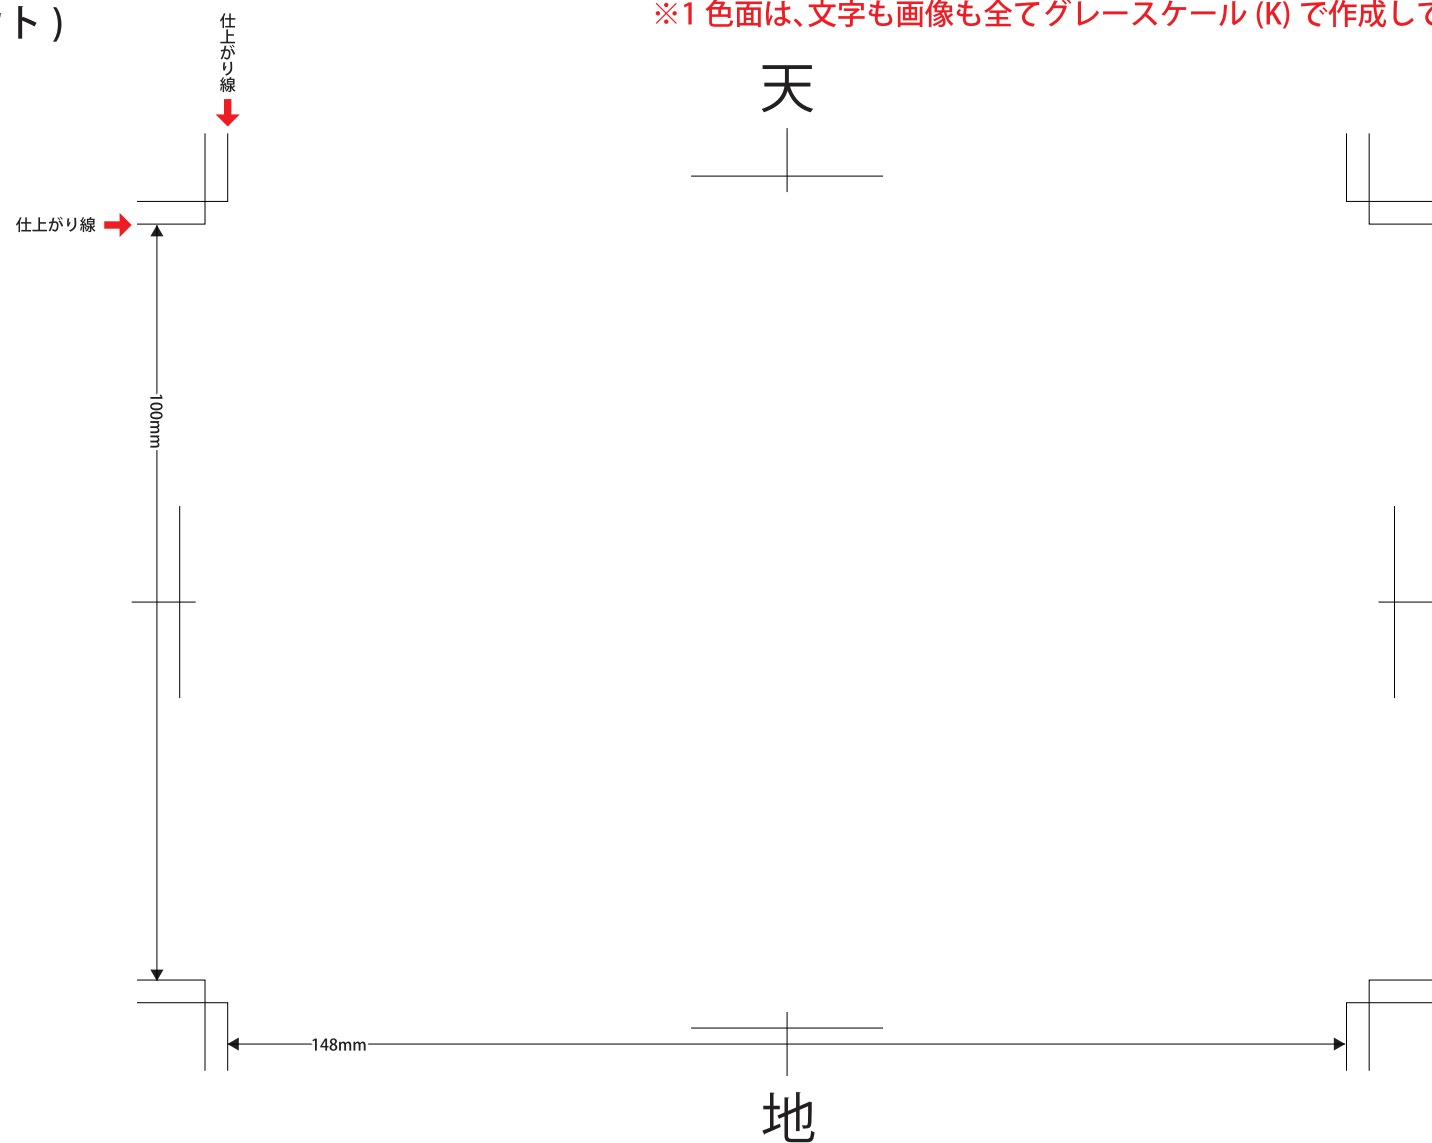 ト )
※1 色面は、文字も画像も全てグレースケール (K) で作成して
仕上がり線
天
仕上がり線
100mm
148mm
地